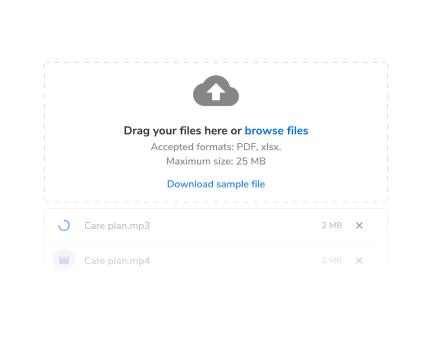 Drag your files here or browse files
Accepted formats: PDF, xlsx.
Maximum size: 25 MB
Download sample file
Care plan.mp3 2 MB
Care plan.mp4 2 MB